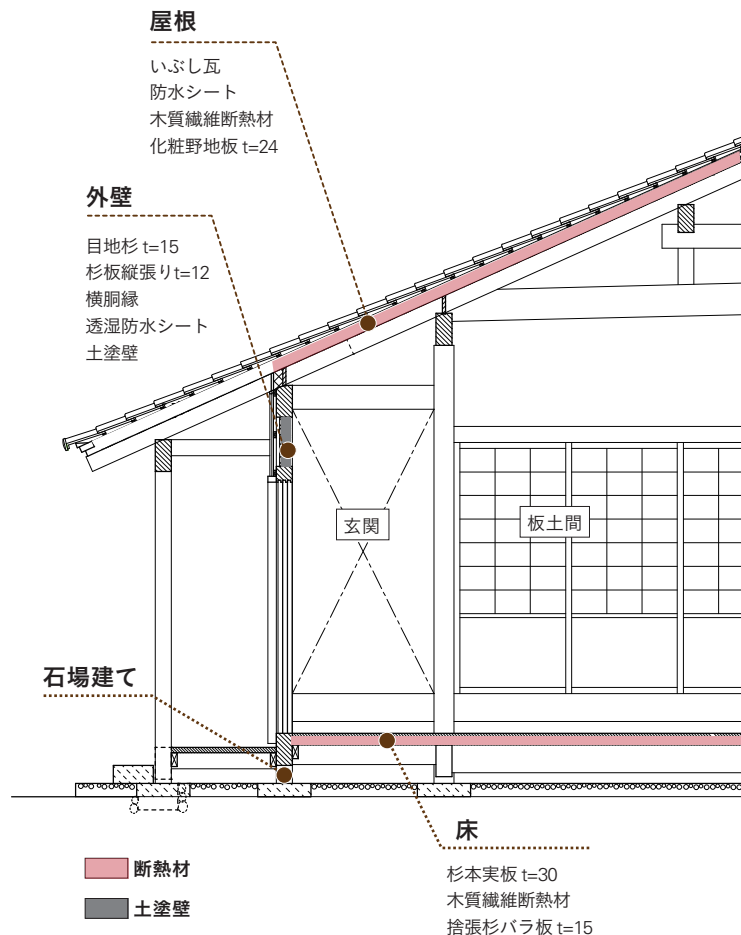 屋根
いぶし瓦
防水シート
木質繊維断熱材
化粧野地板 t=24
外壁
目地杉 t=15
杉板縦張りt=12
横胴縁
透湿防水シート
土塗壁
玄関
板土間
石場建て
床
杉本実板 t=30
木質繊維断熱材
捨張杉バラ板 t=15
断熱材
土塗壁